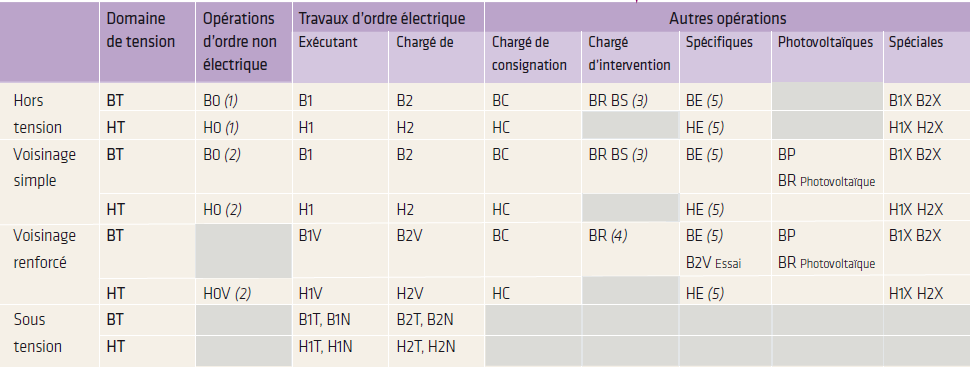 Domaine de tension Opérations d'ordre non électrique Travaux d'ordre électrique Autres opérations
Exécutant Chargé de Chargé de consignation Chargé d'intervention Spécifiques Photovoltaïques Spéciales
Hors tension BT B0 (1) B1 B2 BC BR BS (3) BE (5) B1X B2X
HT H0 (1) H1 H2 HC HE (5) H1X H2X
Voisinage simple BT B0 (2) B1 B2 BC BR BS (3) BE (5) BP B1X B2X
BR Photovoltaïque
HT H0 (2) H1 H2 HC HE (5) H1X H2X
Voisinage renforcé BT B1V B2V BC BR (4) BE (5) BP B1X B2X
B2V Essai BR Photovoltaïque
HT H0V (2) H1V H2V HC HE (5) H1X H2X
Sous tension BT B1T, B1N B2T, B2N
HT H1T, H1N H2T, H2N